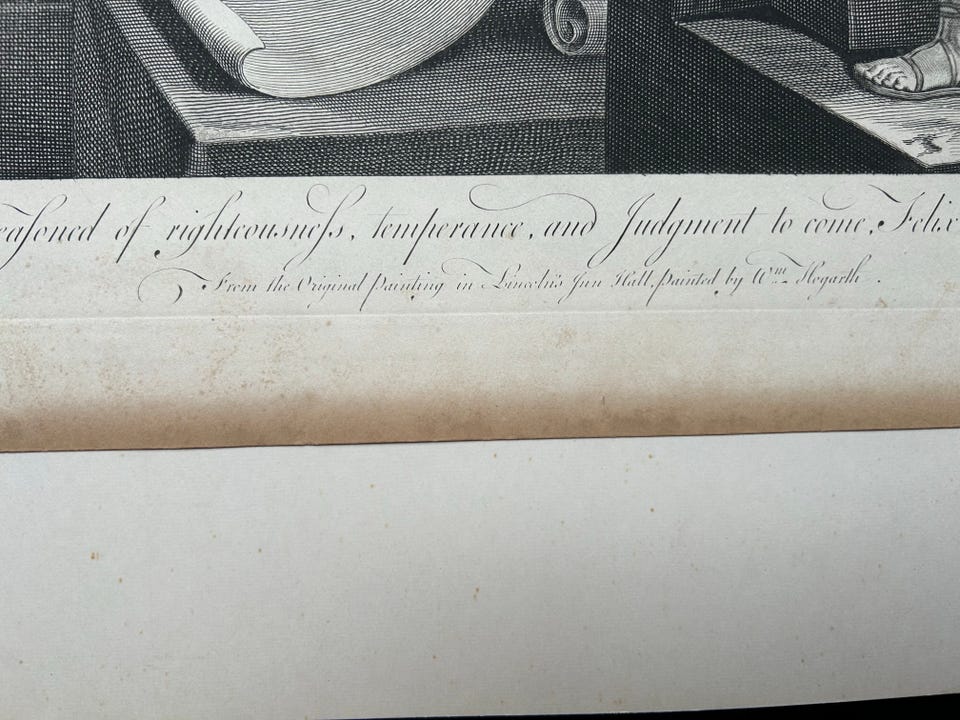 easoned of righteousness, temperance, and Judgment to come, Felix
From the Original Painting in Lincoln's Inn Hall, painted by Wm. Hogarth.